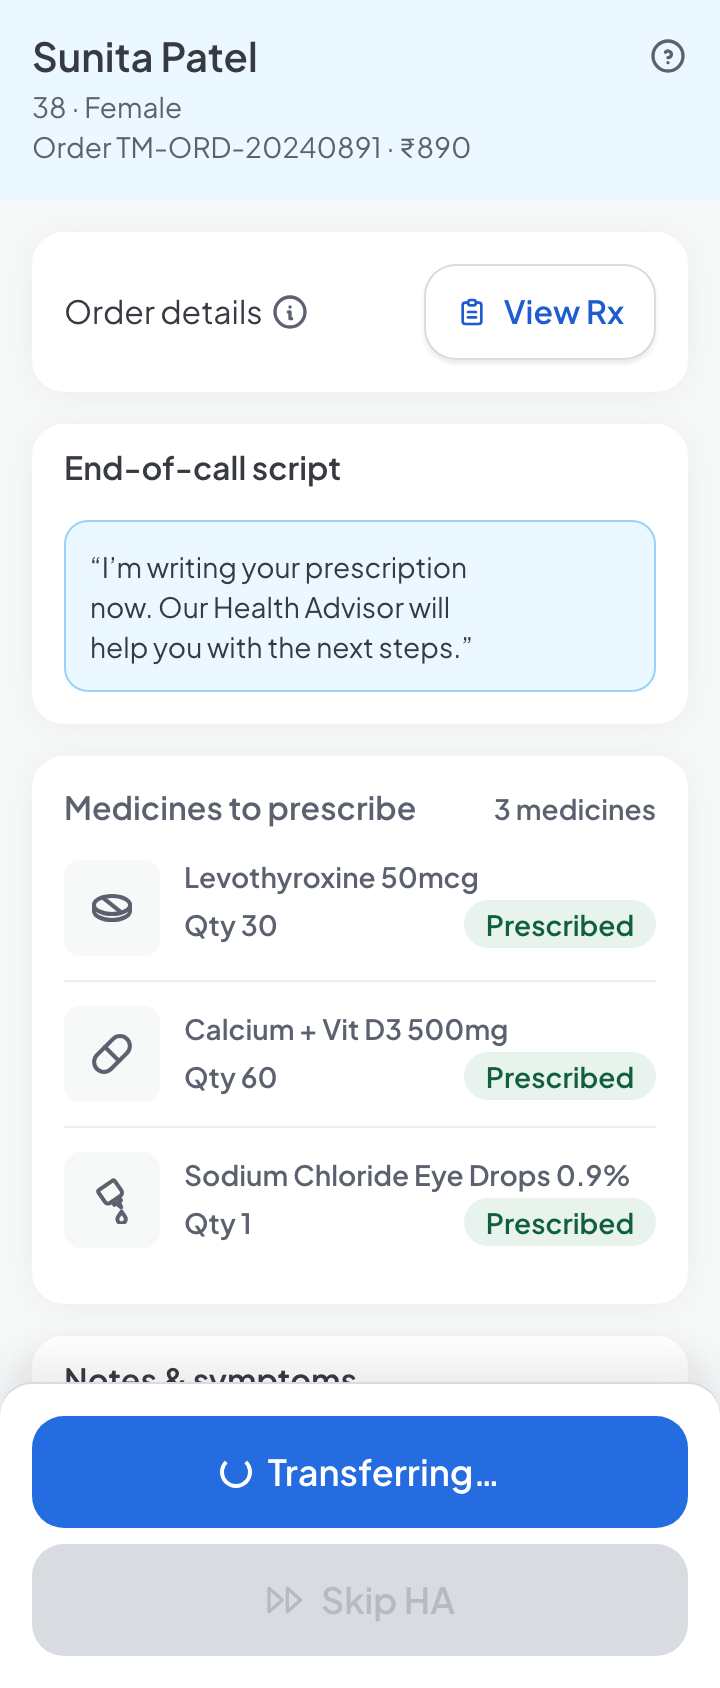 Sunita Patel
38 · Female
Order TM-ORD-20240891 · ₹890
Order details
View Rx
End-of-call script
“I’m writing your prescription
now. Our Health Advisor will
help you with the next steps.”
Medicines to prescribe 3 medicines
Levothyroxine 50mcg
Qty 30 Prescribed
Calcium + Vit D3 500mg
Qty 60 Prescribed
Sodium Chloride Eye Drops 0.9%
Qty 1 Prescribed
Notes & symptoms
Transferring…
Skip HA